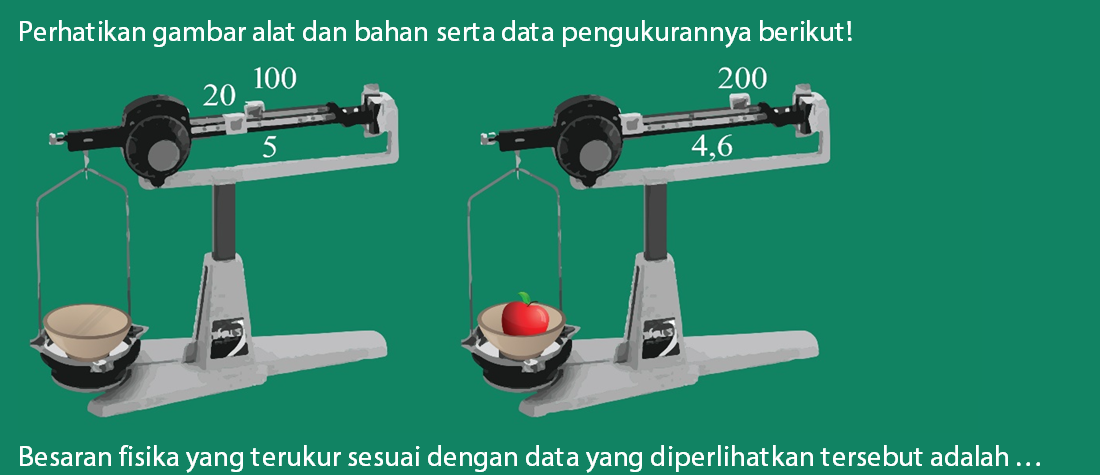 Perhatikan gambar alat dan bahan serta data pengukurannya berikut!
20 100
5
200
4,6
Besaran fisika yang terukur sesuai dengan data yang diperlihatkan tersebut adalah ...